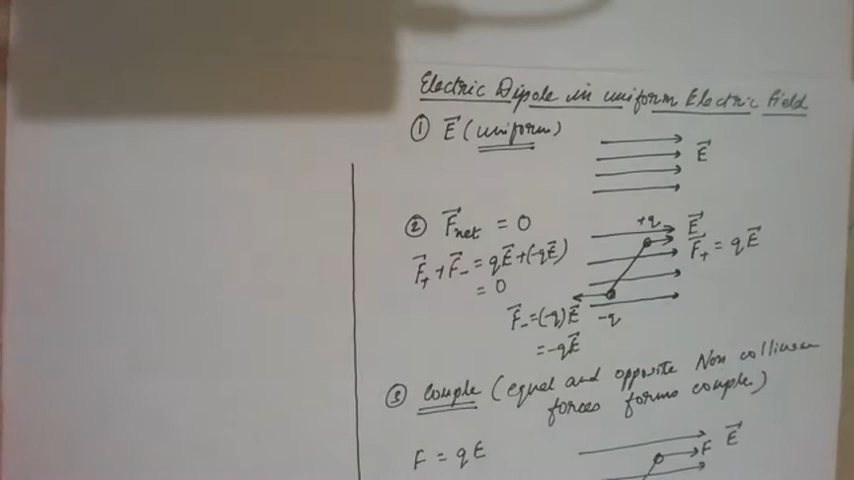 Electric Dipole in uniform Electric Field
① E⃗ (uniform)
E⃗
② F⃗net = 0
+q
E⃗
F⃗₊ + F⃗₋ = qE⃗ + (-qE⃗)
F⃗₊ = qE⃗
= 0
F⃗₋ = (-q)E⃗
-q
= -qE⃗
③ Couple (equal and opposite Non collinear
forces forms couple.)
F = qE
F
E⃗